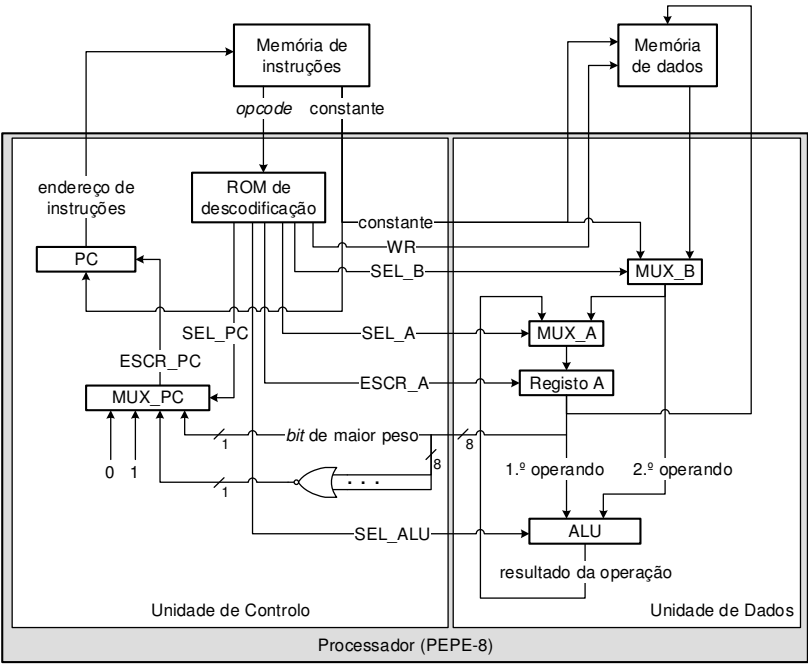 Memória de
instruções
Memória
de dados
opcode
constante
endereço de
instruções
ROM de
descodificação
constante
WR
PC
SEL_B
MUX_B
SEL_PC
SEL_A
MUX_A
ESCR_PC
ESCR_A
Registo A
MUX_PC
bit de maior peso
1
8
8
0
1
1
. . .
1.º operando
2.º operando
SEL_ALU
ALU
resultado da operação
Unidade de Controlo
Unidade de Dados
Processador (PEPE-8)